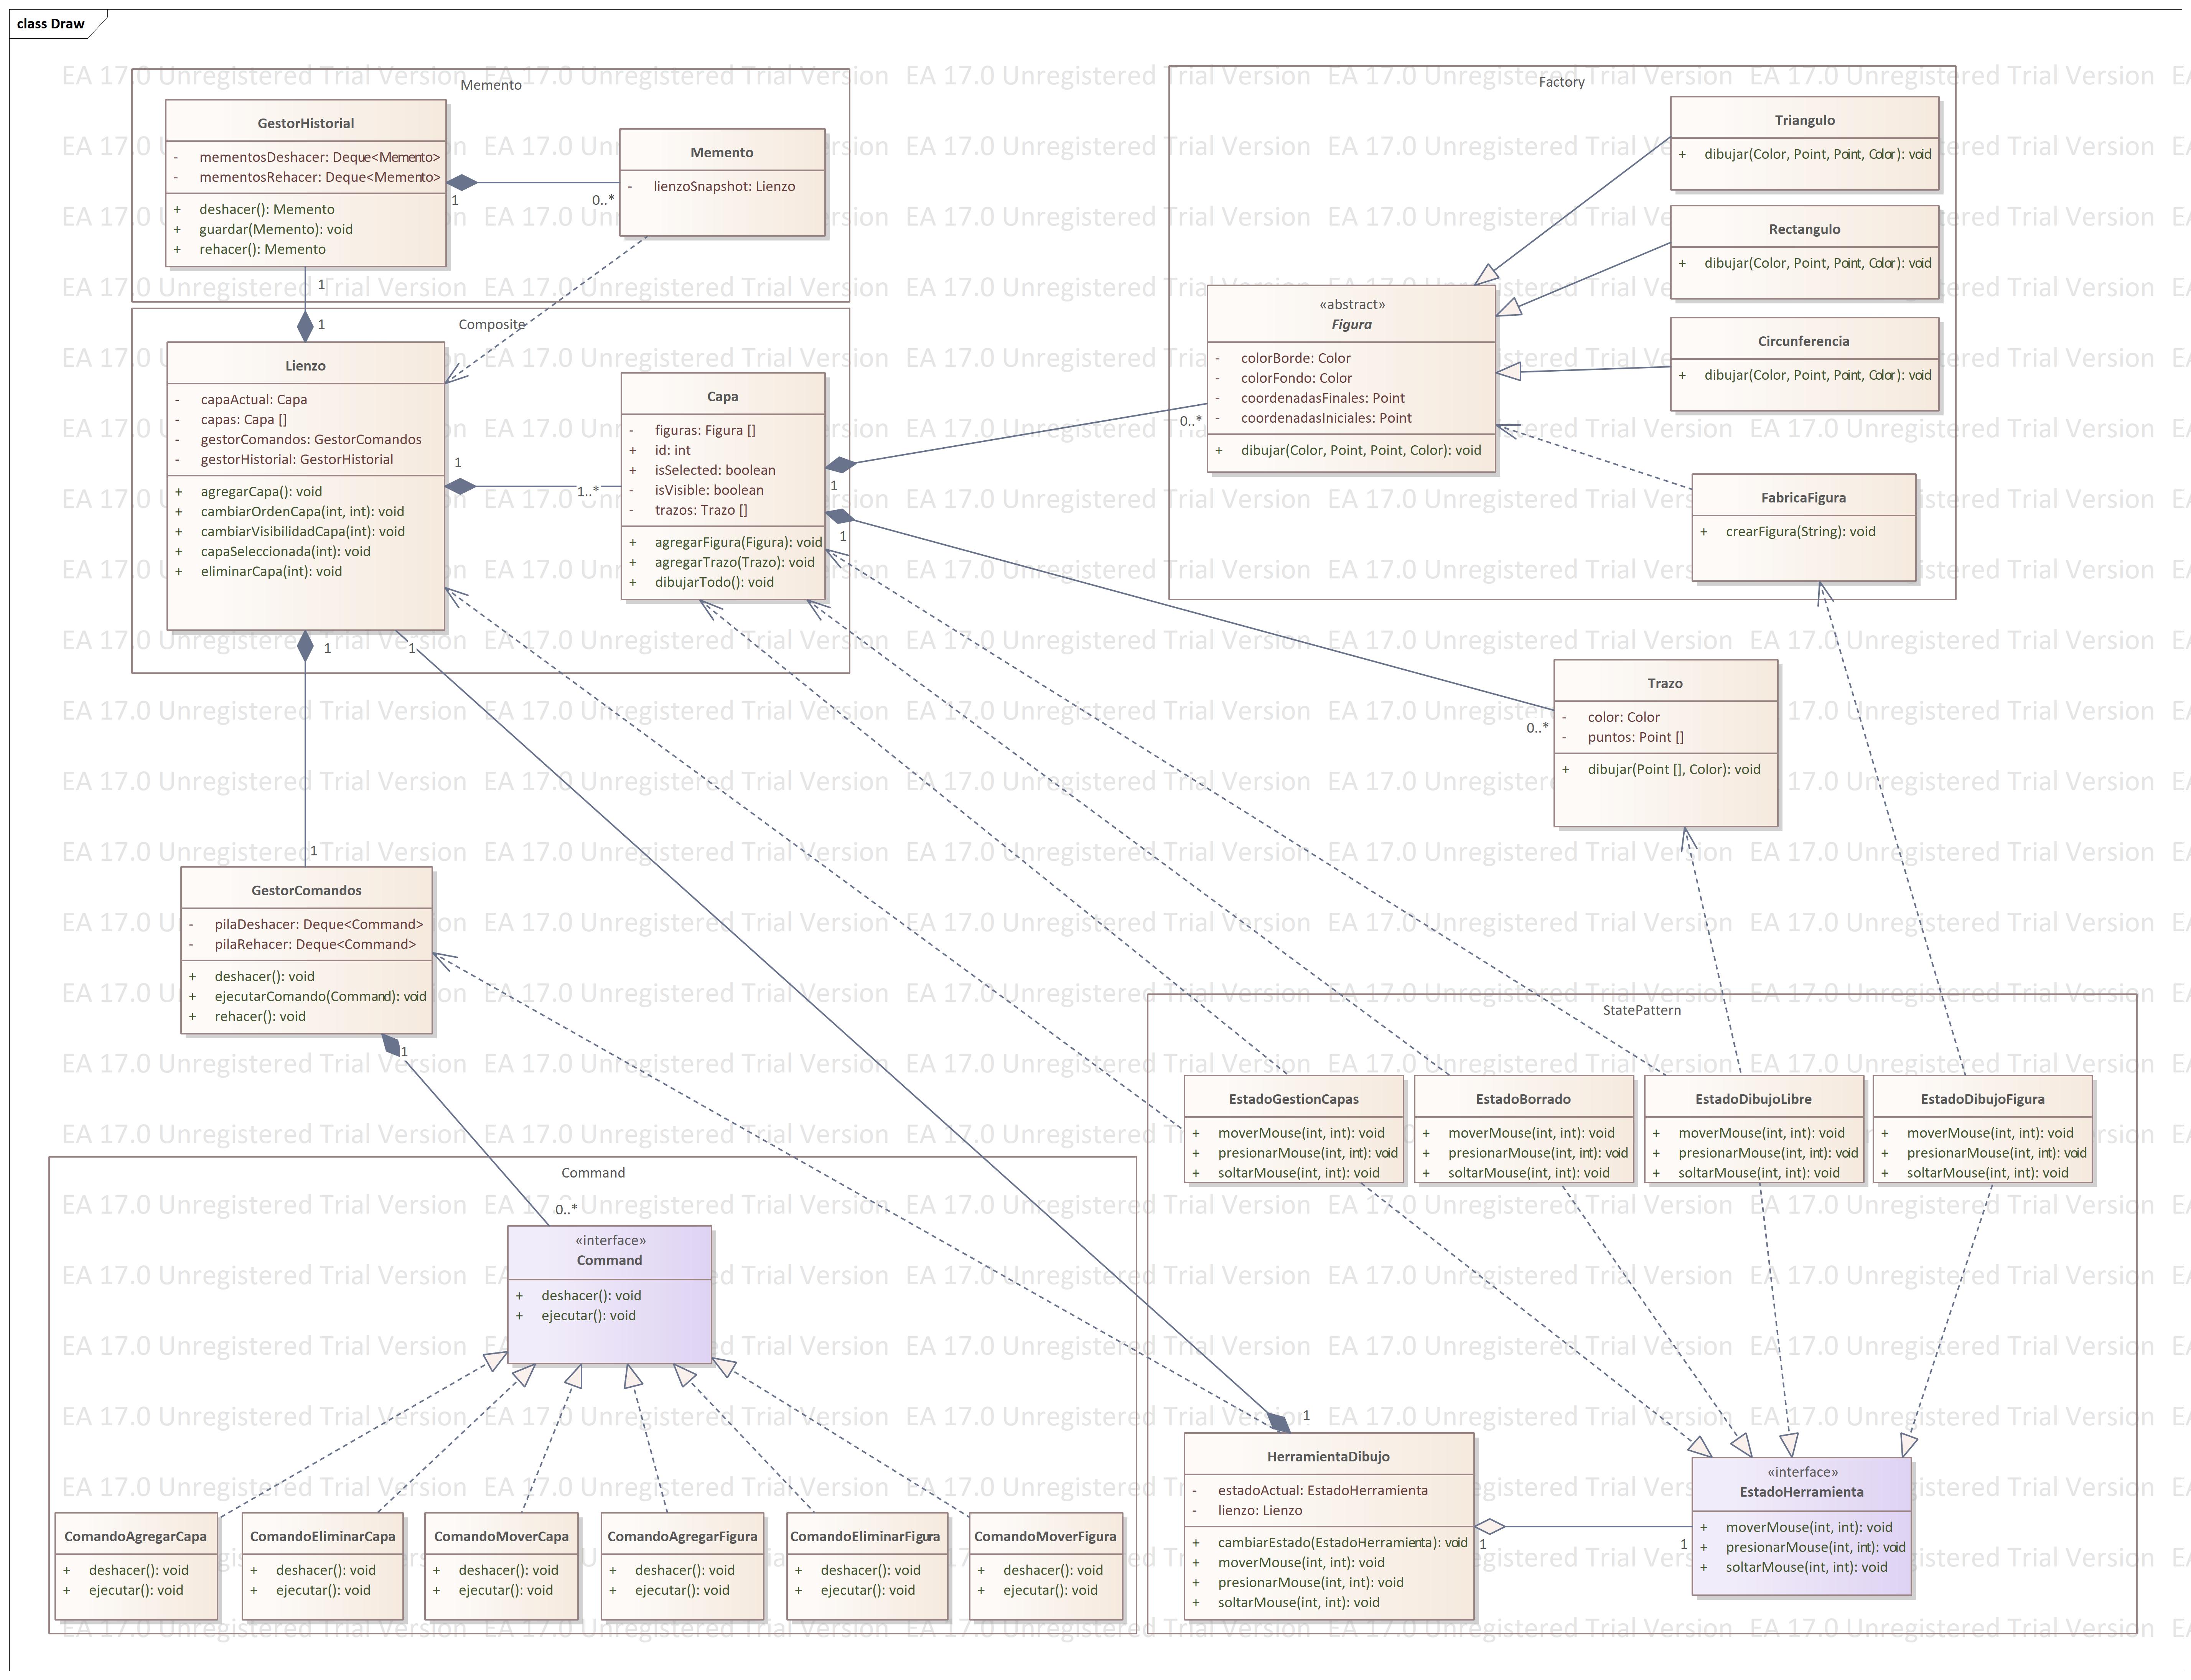 class Draw
EA 17.0 Unregistered Trial Version
Memento
GestorHistorial
- mementosDeshacer: Deque<Memento>
- mementosRehacer: Deque<Memento>
+ deshacer(): Memento
+ guardar(Memento): void
+ rehacer(): Memento
1
0..*
Memento
- lienzoSnapshot: Lienzo
1
1
Composite
Lienzo
- capaActual: Capa
- capas: Capa []
- gestorComandos: GestorComandos
- gestorHistorial: GestorHistorial
+ agregarCapa(): void
+ cambiarOrdenCapa(int, int): void
+ cambiarVisibilidadCapa(int): void
+ capaSeleccionada(int): void
+ eliminarCapa(int): void
1
1..*
Capa
- figuras: Figura []
+ id: int
+ isSelected: boolean
- isVisible: boolean
- trazos: Trazo []
+ agregarFigura(Figura): void
+ agregarTrazo(Trazo): void
+ dibujarTodo(): void
1
1
1
1
Factory
Triangulo
+ dibujar(Color, Point, Point, Color): void
Rectangulo
+ dibujar(Color, Point, Point, Color): void
Circunferencia
+ dibujar(Color, Point, Point, Color): void
«abstract»
Figura
- colorBorde: Color
- colorFondo: Color
- coordenadasFinales: Point
- coordenadasIniciales: Point
+ dibujar(Color, Point, Point, Color): void
0..*
FabricaFigura
+ crearFigura(String): void
Trazo
- color: Color
- puntos: Point []
+ dibujar(Point [], Color): void
0..*
1
GestorComandos
- pilaDeshacer: Deque<Command>
- pilaRehacer: Deque<Command>
+ deshacer(): void
+ ejecutarComando(Command): void
+ rehacer(): void
1
0..*
Command
«interface»
Command
+ deshacer(): void
+ ejecutar(): void
ComandoAgregarCapa
+ deshacer(): void
+ ejecutar(): void
ComandoEliminarCapa
+ deshacer(): void
+ ejecutar(): void
ComandoMoverCapa
+ deshacer(): void
+ ejecutar(): void
ComandoAgregarFigura
+ deshacer(): void
+ ejecutar(): void
ComandoEliminarFigura
+ deshacer(): void
+ ejecutar(): void
ComandoMoverFigura
+ deshacer(): void
+ ejecutar(): void
StatePattern
EstadoGestionCapas
+ moverMouse(int, int): void
+ presionarMouse(int, int): void
+ soltarMouse(int, int): void
EstadoBorrado
+ moverMouse(int, int): void
+ presionarMouse(int, int): void
+ soltarMouse(int, int): void
EstadoDibujoLibre
+ moverMouse(int, int): void
+ presionarMouse(int, int): void
+ soltarMouse(int, int): void
EstadoDibujoFigura
+ moverMouse(int, int): void
+ presionarMouse(int, int): void
+ soltarMouse(int, int): void
1
HerramientaDibujo
- estadoActual: EstadoHerramienta
- lienzo: Lienzo
+ cambiarEstado(EstadoHerramienta): void
+ moverMouse(int, int): void
+ presionarMouse(int, int): void
+ soltarMouse(int, int): void
1
1
«interface»
EstadoHerramienta
+ moverMouse(int, int): void
+ presionarMouse(int, int): void
+ soltarMouse(int, int): void